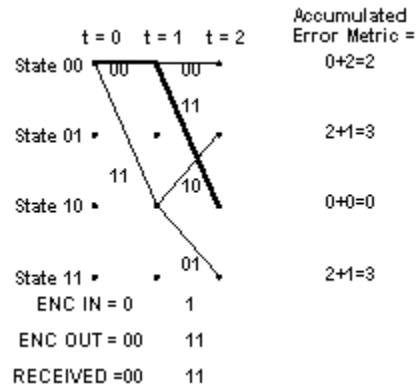 Accumulated
t = 0 t = 1 t = 2 Error Metric =
State 00 00 00 0+2=2
11
State 01 2+1=3
11 10
State 10 0+0=0
01
State 11 2+1=3
ENC IN = 0 1
ENC OUT = 00 11
RECEIVED =00 11